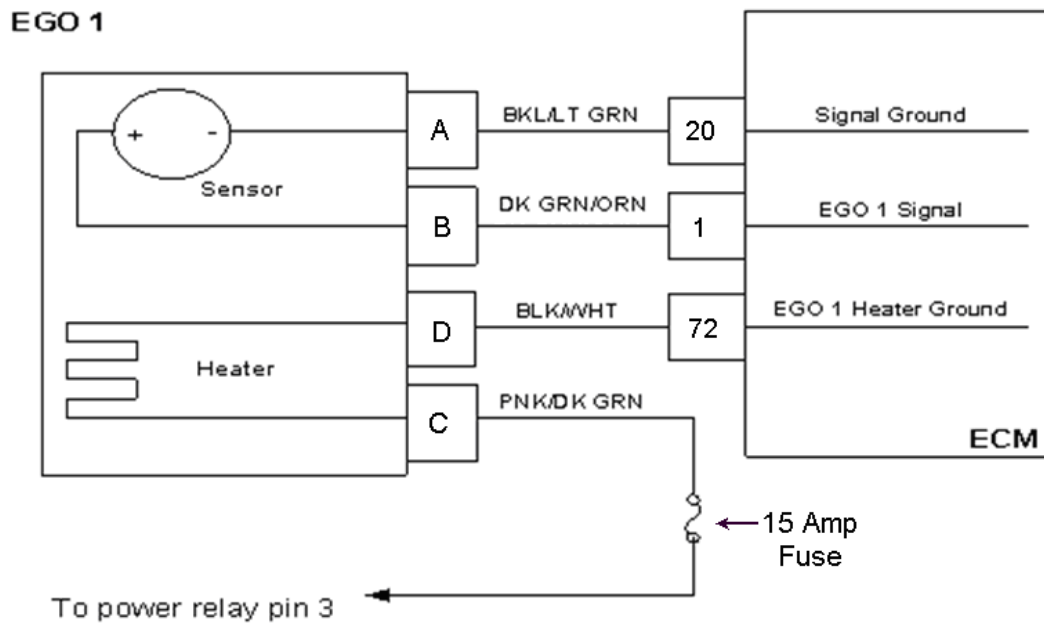 EGO 1
+ -
Sensor
A
BKL/LT GRN
20
Signal Ground
B
DK GRN/ORN
1
EGO 1 Signal
D
BLK/WHT
72
EGO 1 Heater Ground
Heater
C
PNK/DK GRN
ECM
15 Amp
Fuse
To power relay pin 3